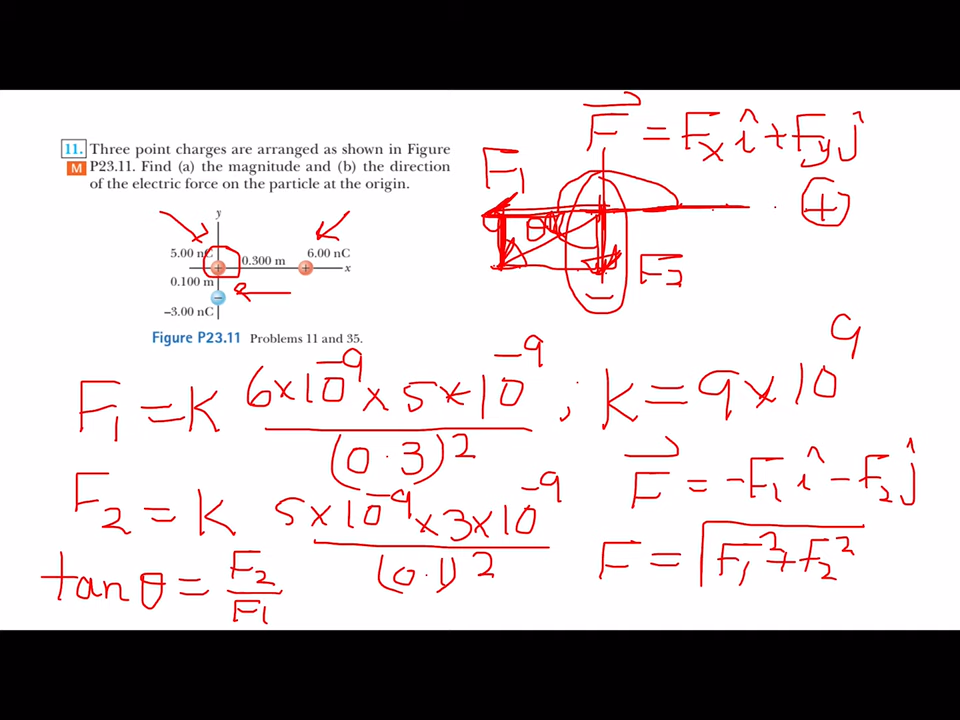 11. Three point charges are arranged as shown in Figure
M P23.11. Find (a) the magnitude and (b) the direction
of the electric force on the particle at the origin.
y
5.00 nC
0.300 m
6.00 nC
x
+
+
0.100 m
−
−3.00 nC
Figure P23.11 Problems 11 and 35.
F⃗ = Fₓ î + Fy ĵ
F₁
θ
+
F₂
−
F₁ = K 6×10⁻⁹ × 5×10⁻⁹ / (0.3)² ; K = 9×10⁹
F⃗ = -F₁ î - F₂ ĵ
F₂ = K 5×10⁻⁹ × 3×10⁻⁹ / (0.1)²
F = √F₁² + F₂²
tan θ = F₂ / F₁